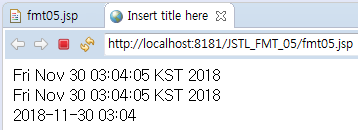 fmt05.jsp
Insert title here
http://localhost:8181/JSTL_FMT_05/fmt05.jsp
Fri Nov 30 03:04:05 KST 2018
Fri Nov 30 03:04:05 KST 2018
2018-11-30 03:04